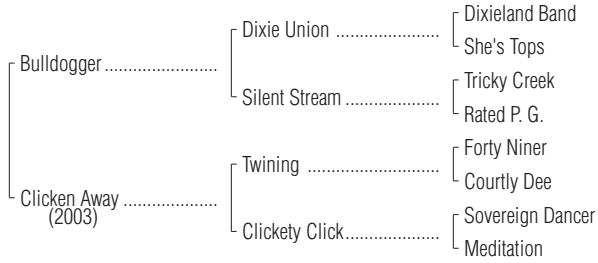 Dixieland Band
Dixie Union ..................
She's Tops
Bulldogger .......................
Tricky Creek
Silent Stream ..................
Rated P. G.
Forty Niner
Twining .......................
Courtly Dee
Clicken Away ...................
(2003)
Sovereign Dancer
Clickety Click..................
Meditation